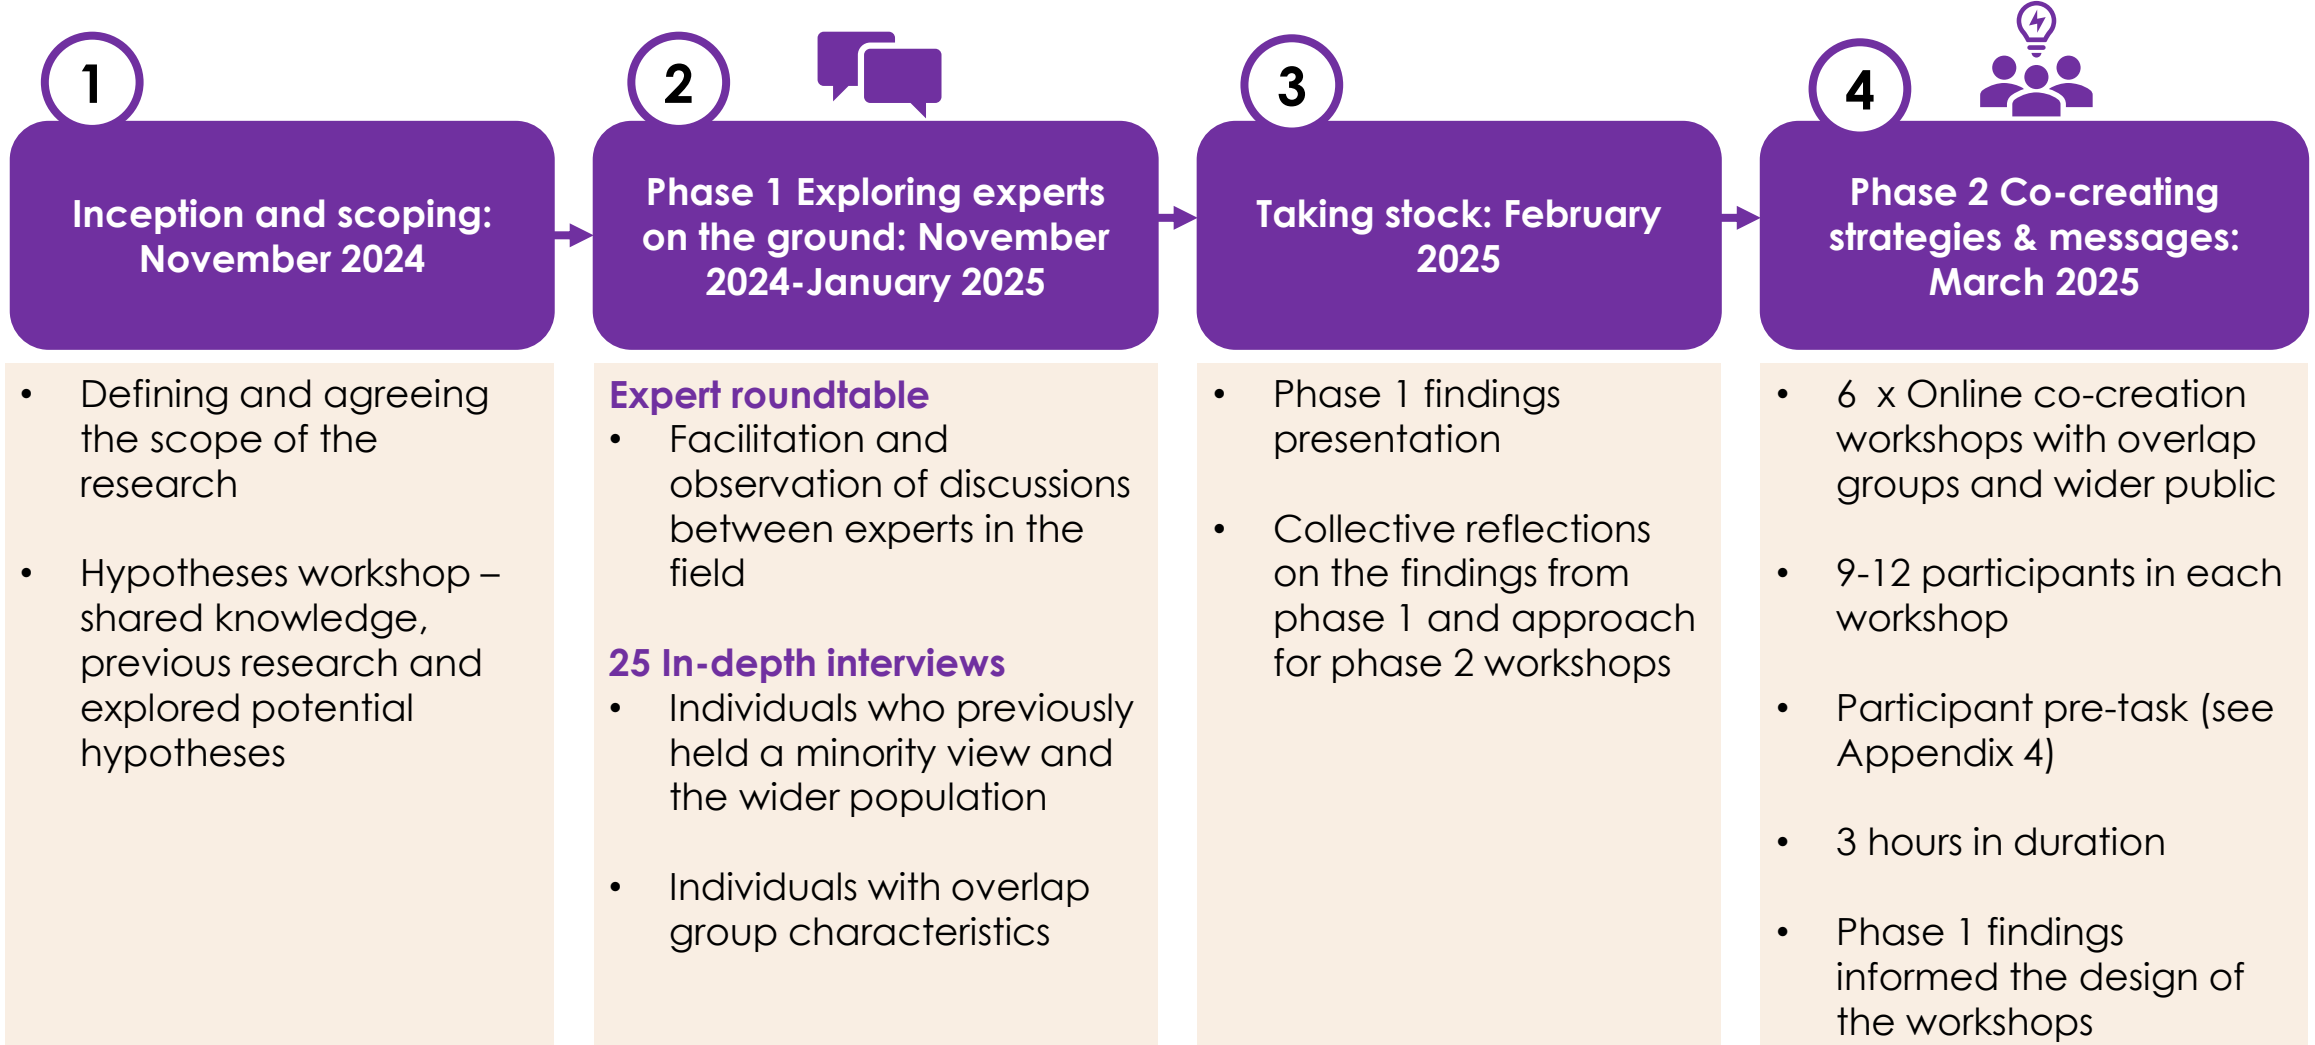 1
Inception and scoping:
November 2024
• Defining and agreeing
the scope of the
research
• Hypotheses workshop –
shared knowledge,
previous research and
explored potential
hypotheses
2
Phase 1 Exploring experts
on the ground: November
2024-January 2025
Expert roundtable
• Facilitation and
observation of discussions
between experts in the
field
25 In-depth interviews
• Individuals who previously
held a minority view and
the wider population
• Individuals with overlap
group characteristics
3
Taking stock: February
2025
• Phase 1 findings
presentation
• Collective reflections
on the findings from
phase 1 and approach
for phase 2 workshops
4
Phase 2 Co-creating
strategies & messages:
March 2025
• 6 x Online co-creation
workshops with overlap
groups and wider public
• 9-12 participants in each
workshop
• Participant pre-task (see
Appendix 4)
• 3 hours in duration
• Phase 1 findings
informed the design of
the workshops